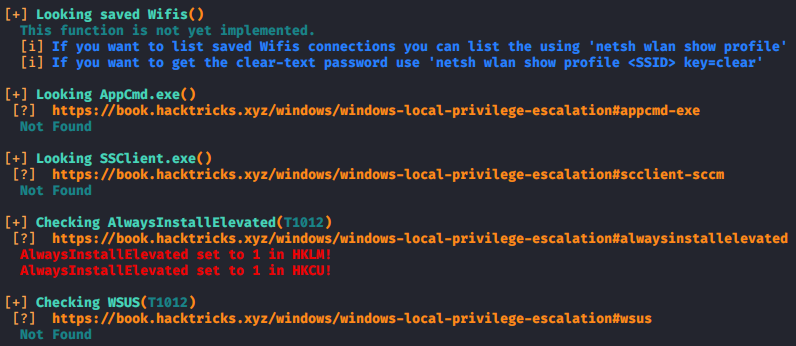 [+] Looking saved Wifis()
This function is not yet implemented.
[i] If you want to list saved Wifis connections you can list the using 'netsh wlan show profile'
[i] If you want to get the clear-text password use 'netsh wlan show profile <SSID> key=clear'
[+] Looking AppCmd.exe()
[?] https://book.hacktricks.xyz/windows/windows-local-privilege-escalation#appcmd-exe
Not Found
[+] Looking SSClient.exe()
[?] https://book.hacktricks.xyz/windows/windows-local-privilege-escalation#scclient-sccm
Not Found
[+] Checking AlwaysInstallElevated(T1012)
[?] https://book.hacktricks.xyz/windows/windows-local-privilege-escalation#alwaysinstallelevated
AlwaysInstallElevated set to 1 in HKLM!
AlwaysInstallElevated set to 1 in HKCU!
[+] Checking WSUS(T1012)
[?] https://book.hacktricks.xyz/windows/windows-local-privilege-escalation#wsus
Not Found